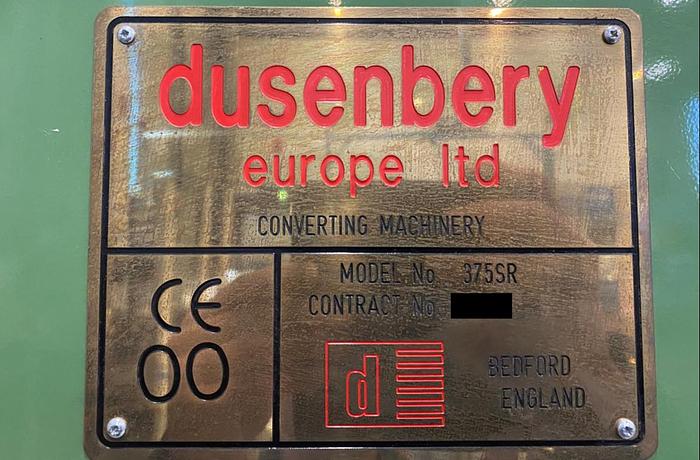 dusenbery
europe ltd
CONVERTING MACHINERY
CE
00
MODEL No 375SR
CONTRACT No.
d
BEDFORD
ENGLAND